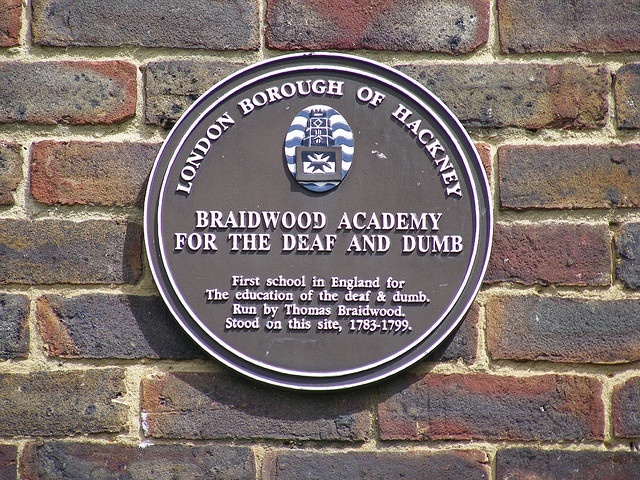 LONDON BOROUGH OF HACKNEY
BRAIDWOOD ACADEMY
FOR THE DEAF AND DUMB
First school in England for
The education of the deaf & dumb.
Run by Thomas Braidwood.
Stood on this site, 1783-1799.